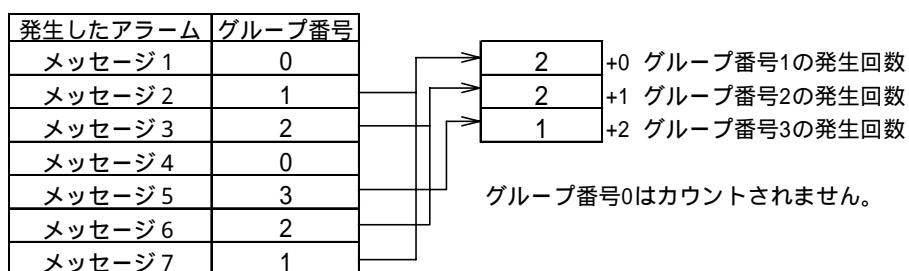 発生したアラーム グループ番号
メッセージ1 0
メッセージ2 1
メッセージ3 2
メッセージ4 0
メッセージ5 3
メッセージ6 2
メッセージ7 1
2 +0 グループ番号1の発生回数
2 +1 グループ番号2の発生回数
1 +2 グループ番号3の発生回数
グループ番号0はカウントされません。